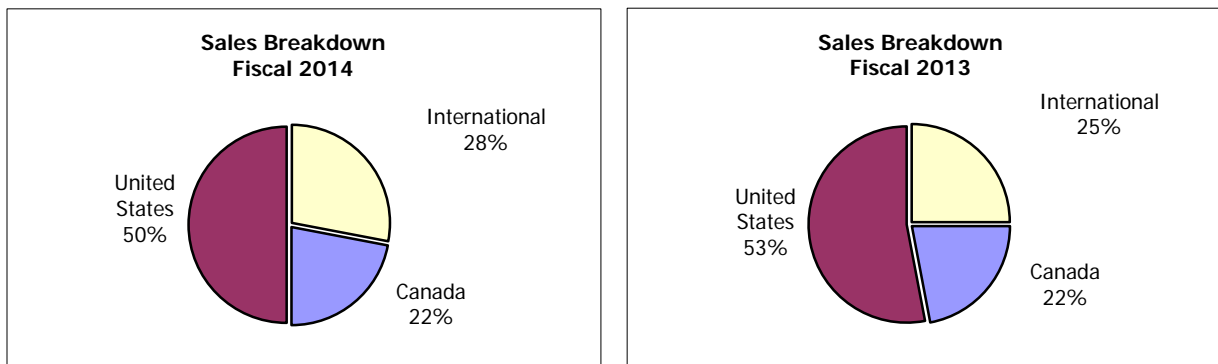 Sales Breakdown
Fiscal 2014
International
28%
United
States
50%
Canada
22%
Sales Breakdown
Fiscal 2013
International
25%
United
States
53%
Canada
22%